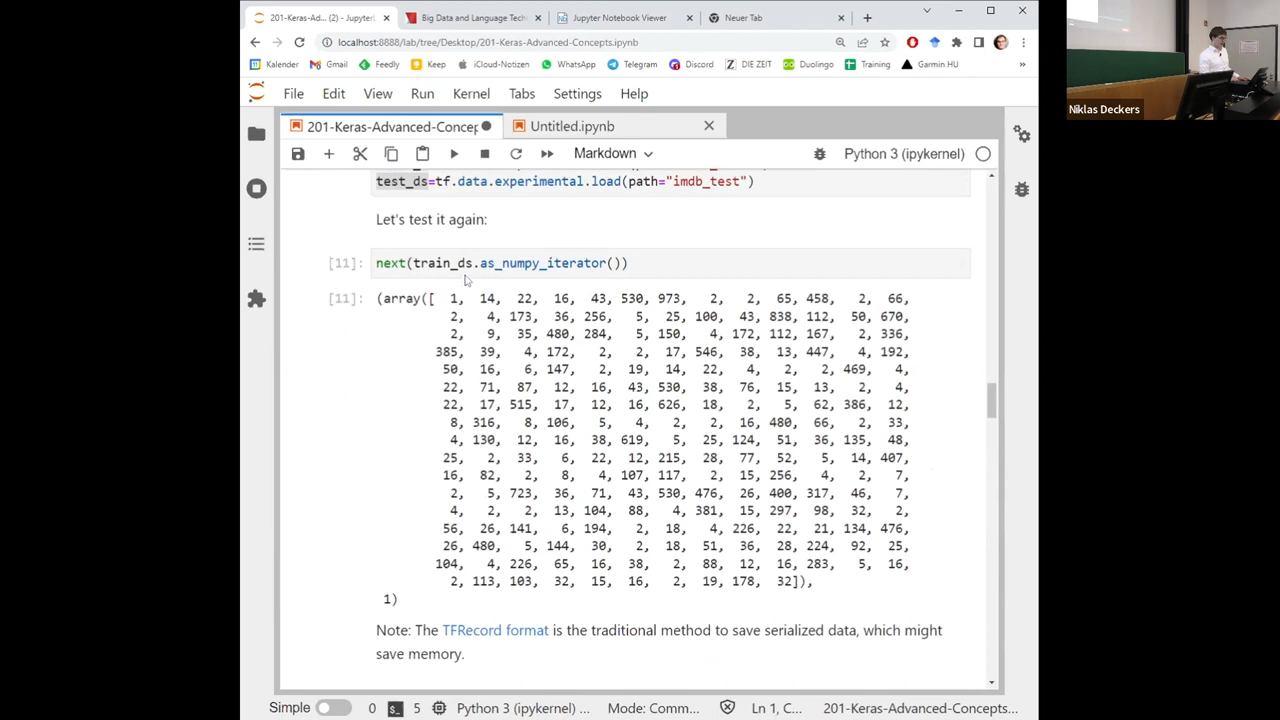 201-Keras-Ad... (2) - Jupyter
Big Data and Language Tech
Jupyter Notebook Viewer
Neuer Tab
localhost:8888/lab/tree/Desktop/201-Keras-Advanced-Concepts.ipynb
Kalender
Gmail
Feedly
Keep
iCloud-Notizen
WhatsApp
Telegram
Discord
DIE ZEIT
Duolingo
Training
Garmin HU
»
Niklas Deckers
File Edit View Run Kernel Tabs Settings Help
201-Keras-Advanced-Concep
Untitled.ipynb
Markdown
Python 3 (ipykernel)
test_ds=tf.data.experimental.load(path="imdb_test")
Let's test it again:
[11]: next(train_ds.as_numpy_iterator())
[11]: (array([ 1, 14, 22, 16, 43, 530, 973, 2, 2, 65, 458, 2, 66,
2, 4, 173, 36, 256, 5, 25, 100, 43, 838, 112, 50, 670,
2, 9, 35, 480, 284, 5, 150, 4, 172, 112, 167, 2, 336,
385, 39, 4, 172, 2, 2, 17, 546, 38, 13, 447, 4, 192,
50, 16, 6, 147, 2, 19, 14, 22, 4, 2, 2, 469, 4,
22, 71, 87, 12, 16, 43, 530, 38, 76, 15, 13, 2, 4,
22, 17, 515, 17, 12, 16, 626, 18, 2, 5, 62, 386, 12,
8, 316, 8, 106, 5, 4, 2, 2, 16, 480, 66, 2, 33,
4, 130, 12, 16, 38, 619, 5, 25, 124, 51, 36, 135, 48,
25, 2, 33, 6, 22, 12, 215, 28, 77, 52, 5, 14, 407,
16, 82, 2, 8, 4, 107, 117, 2, 15, 256, 4, 2, 7,
2, 5, 723, 36, 71, 43, 530, 476, 26, 400, 317, 46, 7,
4, 2, 2, 13, 104, 88, 4, 381, 15, 297, 98, 32, 2,
56, 26, 141, 6, 194, 2, 18, 4, 226, 22, 21, 134, 476,
26, 480, 5, 144, 30, 2, 18, 51, 36, 28, 224, 92, 25,
104, 4, 226, 65, 16, 38, 2, 88, 12, 16, 283, 5, 16,
2, 113, 103, 32, 15, 16, 2, 19, 178, 32]),
1)
Note: The TFRecord format is the traditional method to save serialized data, which might
save memory.
Simple 0 5 Python 3 (ipykernel) ... Mode: Comm... Ln 1, C... 201-Keras-Advanced-Concepts...